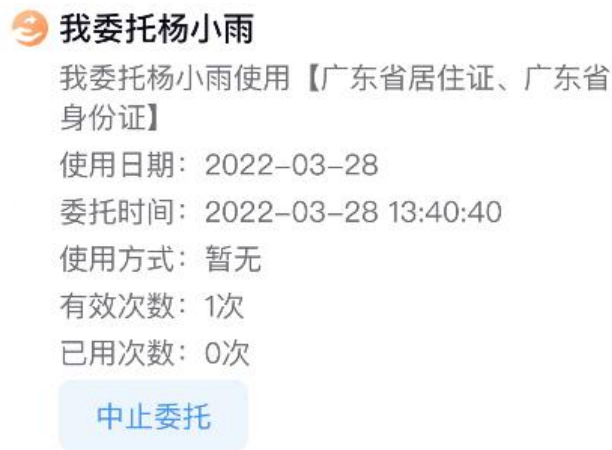 我委托杨小雨
我委托杨小雨使用【广东省居住证、广东省
身份证】
使用日期：2022-03-28
委托时间：2022-03-28 13:40:40
使用方式：暂无
有效次数：1次
已用次数：0次
中止委托